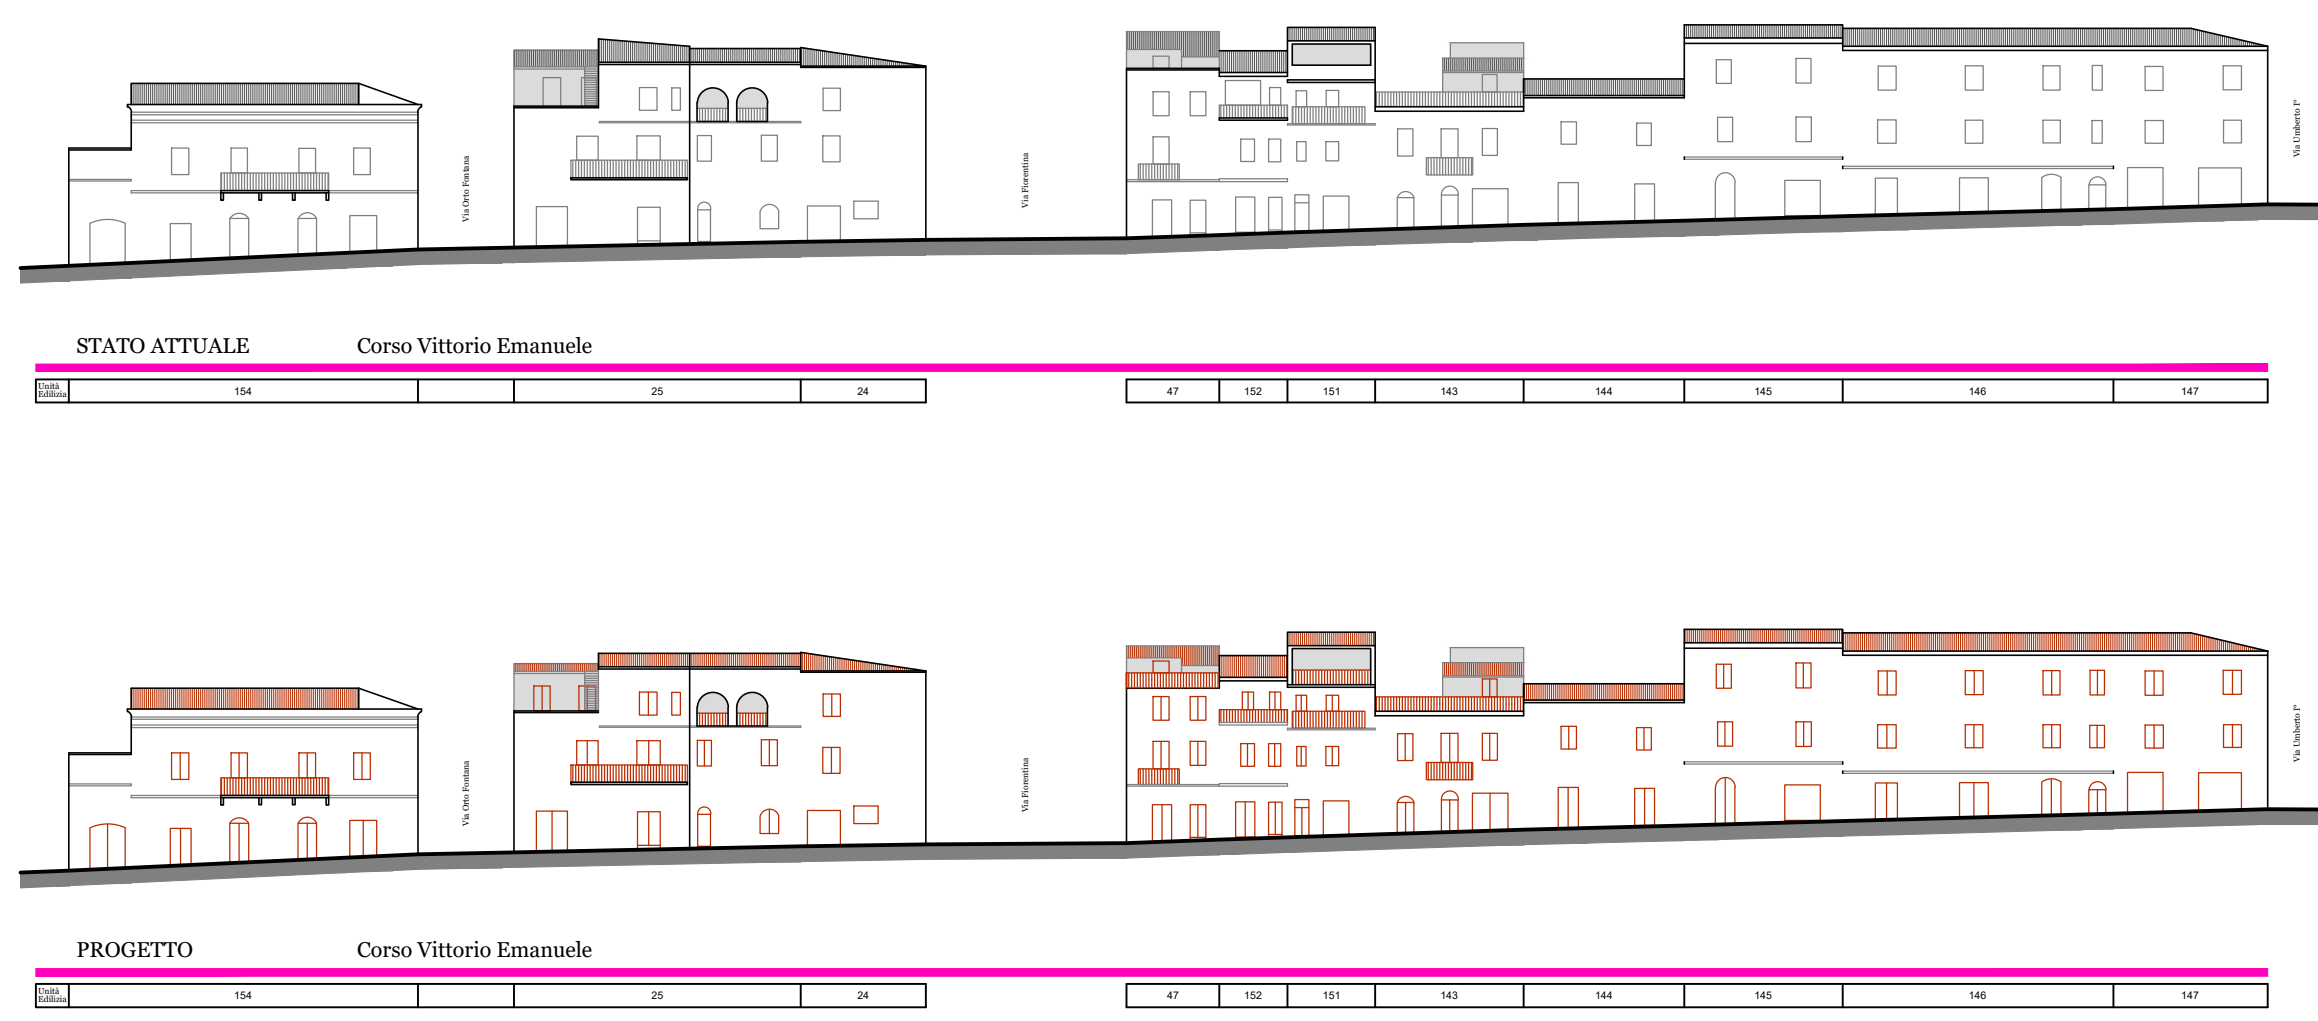 Via Orto Fontana
Via Fiorentina
Via Umberto I°
STATO ATTUALE Corso Vittorio Emanuele
Unità
Edilizia
154 25 24 47 152 151 143 144 145 146 147
Via Orto Fontana
Via Fiorentina
Via Umberto I°
PROGETTO Corso Vittorio Emanuele
Unità
Edilizia
154 25 24 47 152 151 143 144 145 146 147